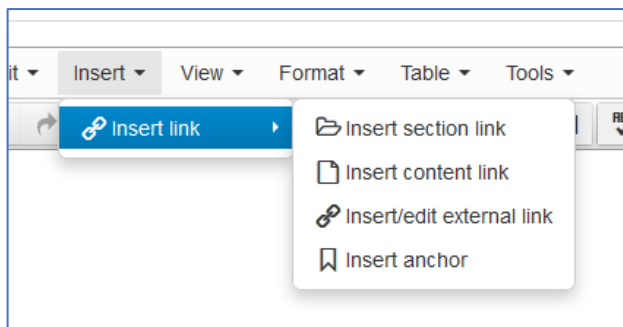 it Insert View Format Table Tools
Insert link
Insert section link
Insert content link
Insert/edit external link
Insert anchor